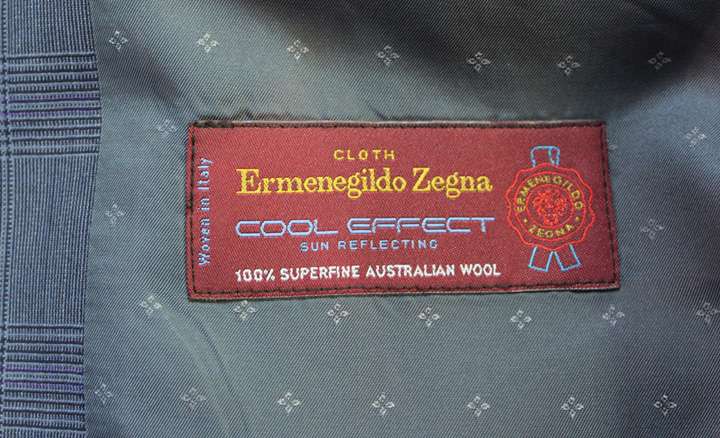 Woven in Italy
CLOTH
Ermenegildo Zegna
COOL EFFECT
SUN REFLECTING
100% SUPERFINE AUSTRALIAN WOOL
ERMENEGILDO
ZEGNA